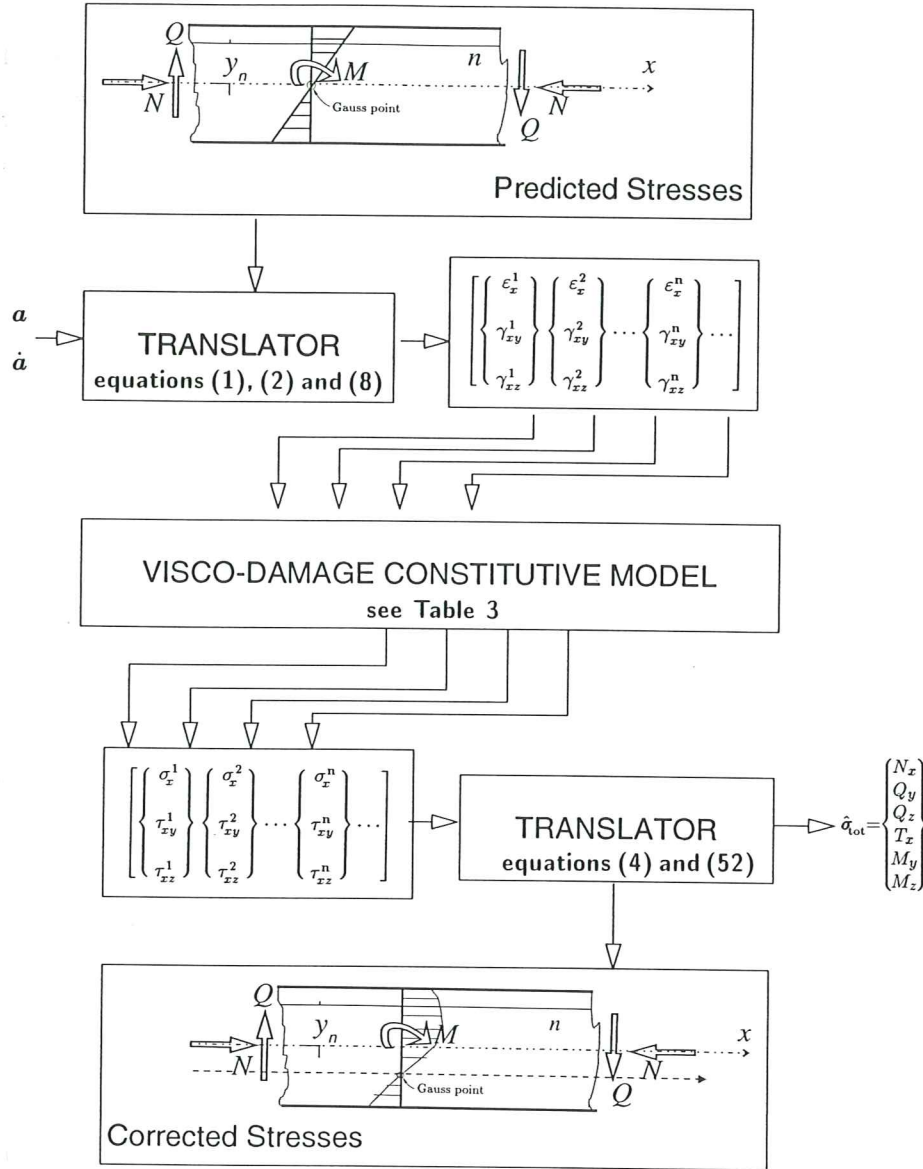 Q
y_n
n
x
N
M
N
Gauss point
Q
Predicted Stresses
a
ȧ
TRANSLATOR
equations (1), (2) and (8)
[ { ε_x^1 } { ε_x^2 } { ε_x^n } ]
{ γ_xy^1 } { γ_xy^2 } ... { γ_xy^n } ...
{ γ_xz^1 } { γ_xz^2 } { γ_xz^n }
VISCO-DAMAGE CONSTITUTIVE MODEL
see Table 3
[ { σ_x^1 } { σ_x^2 } { σ_x^n } ]
{ τ_xy^1 } { τ_xy^2 } ... { τ_xy^n } ...
{ τ_xz^1 } { τ_xz^2 } { τ_xz^n }
TRANSLATOR
equations (4) and (52)
σ̂_tot =
N_x
Q_y
Q_z
T_x
M_y
M_z
Q
y_n
n
x
N
M
N
Gauss point
Q
Corrected Stresses